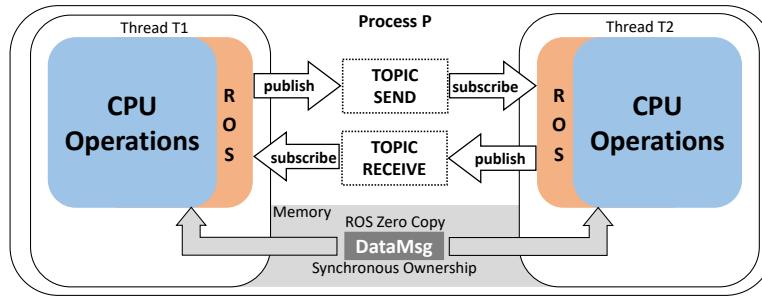 Process P
Thread T1
Thread T2
CPU
Operations
R
O
S
publish
TOPIC
SEND
subscribe
R
O
S
CPU
Operations
subscribe
TOPIC
RECEIVE
publish
Memory
ROS Zero Copy
DataMsg
Synchronous Ownership